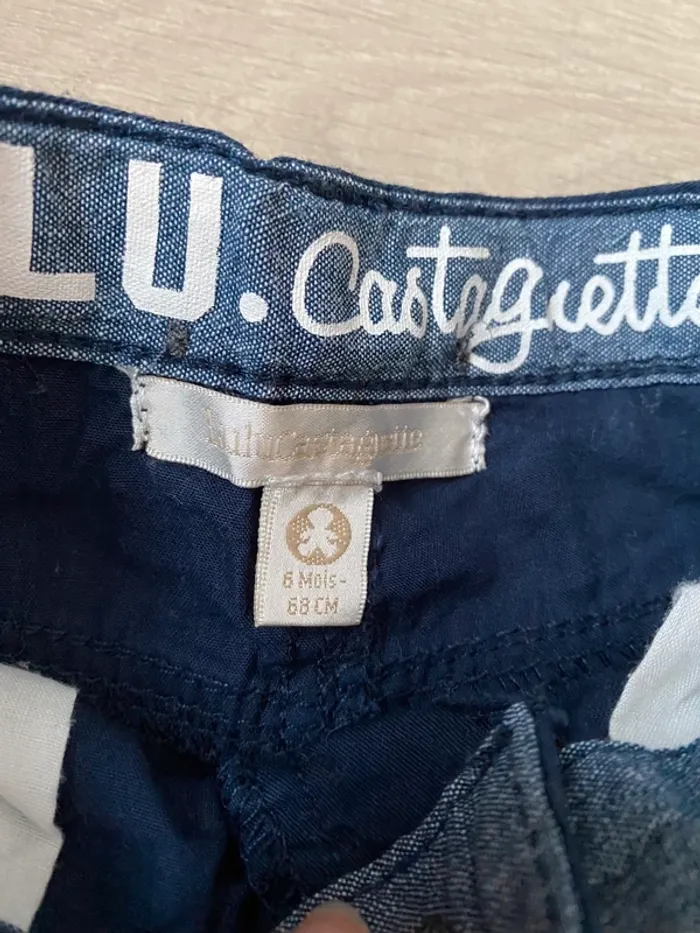 LU. Castagnette
LuluCastagnette
6 Mois-
68 CM